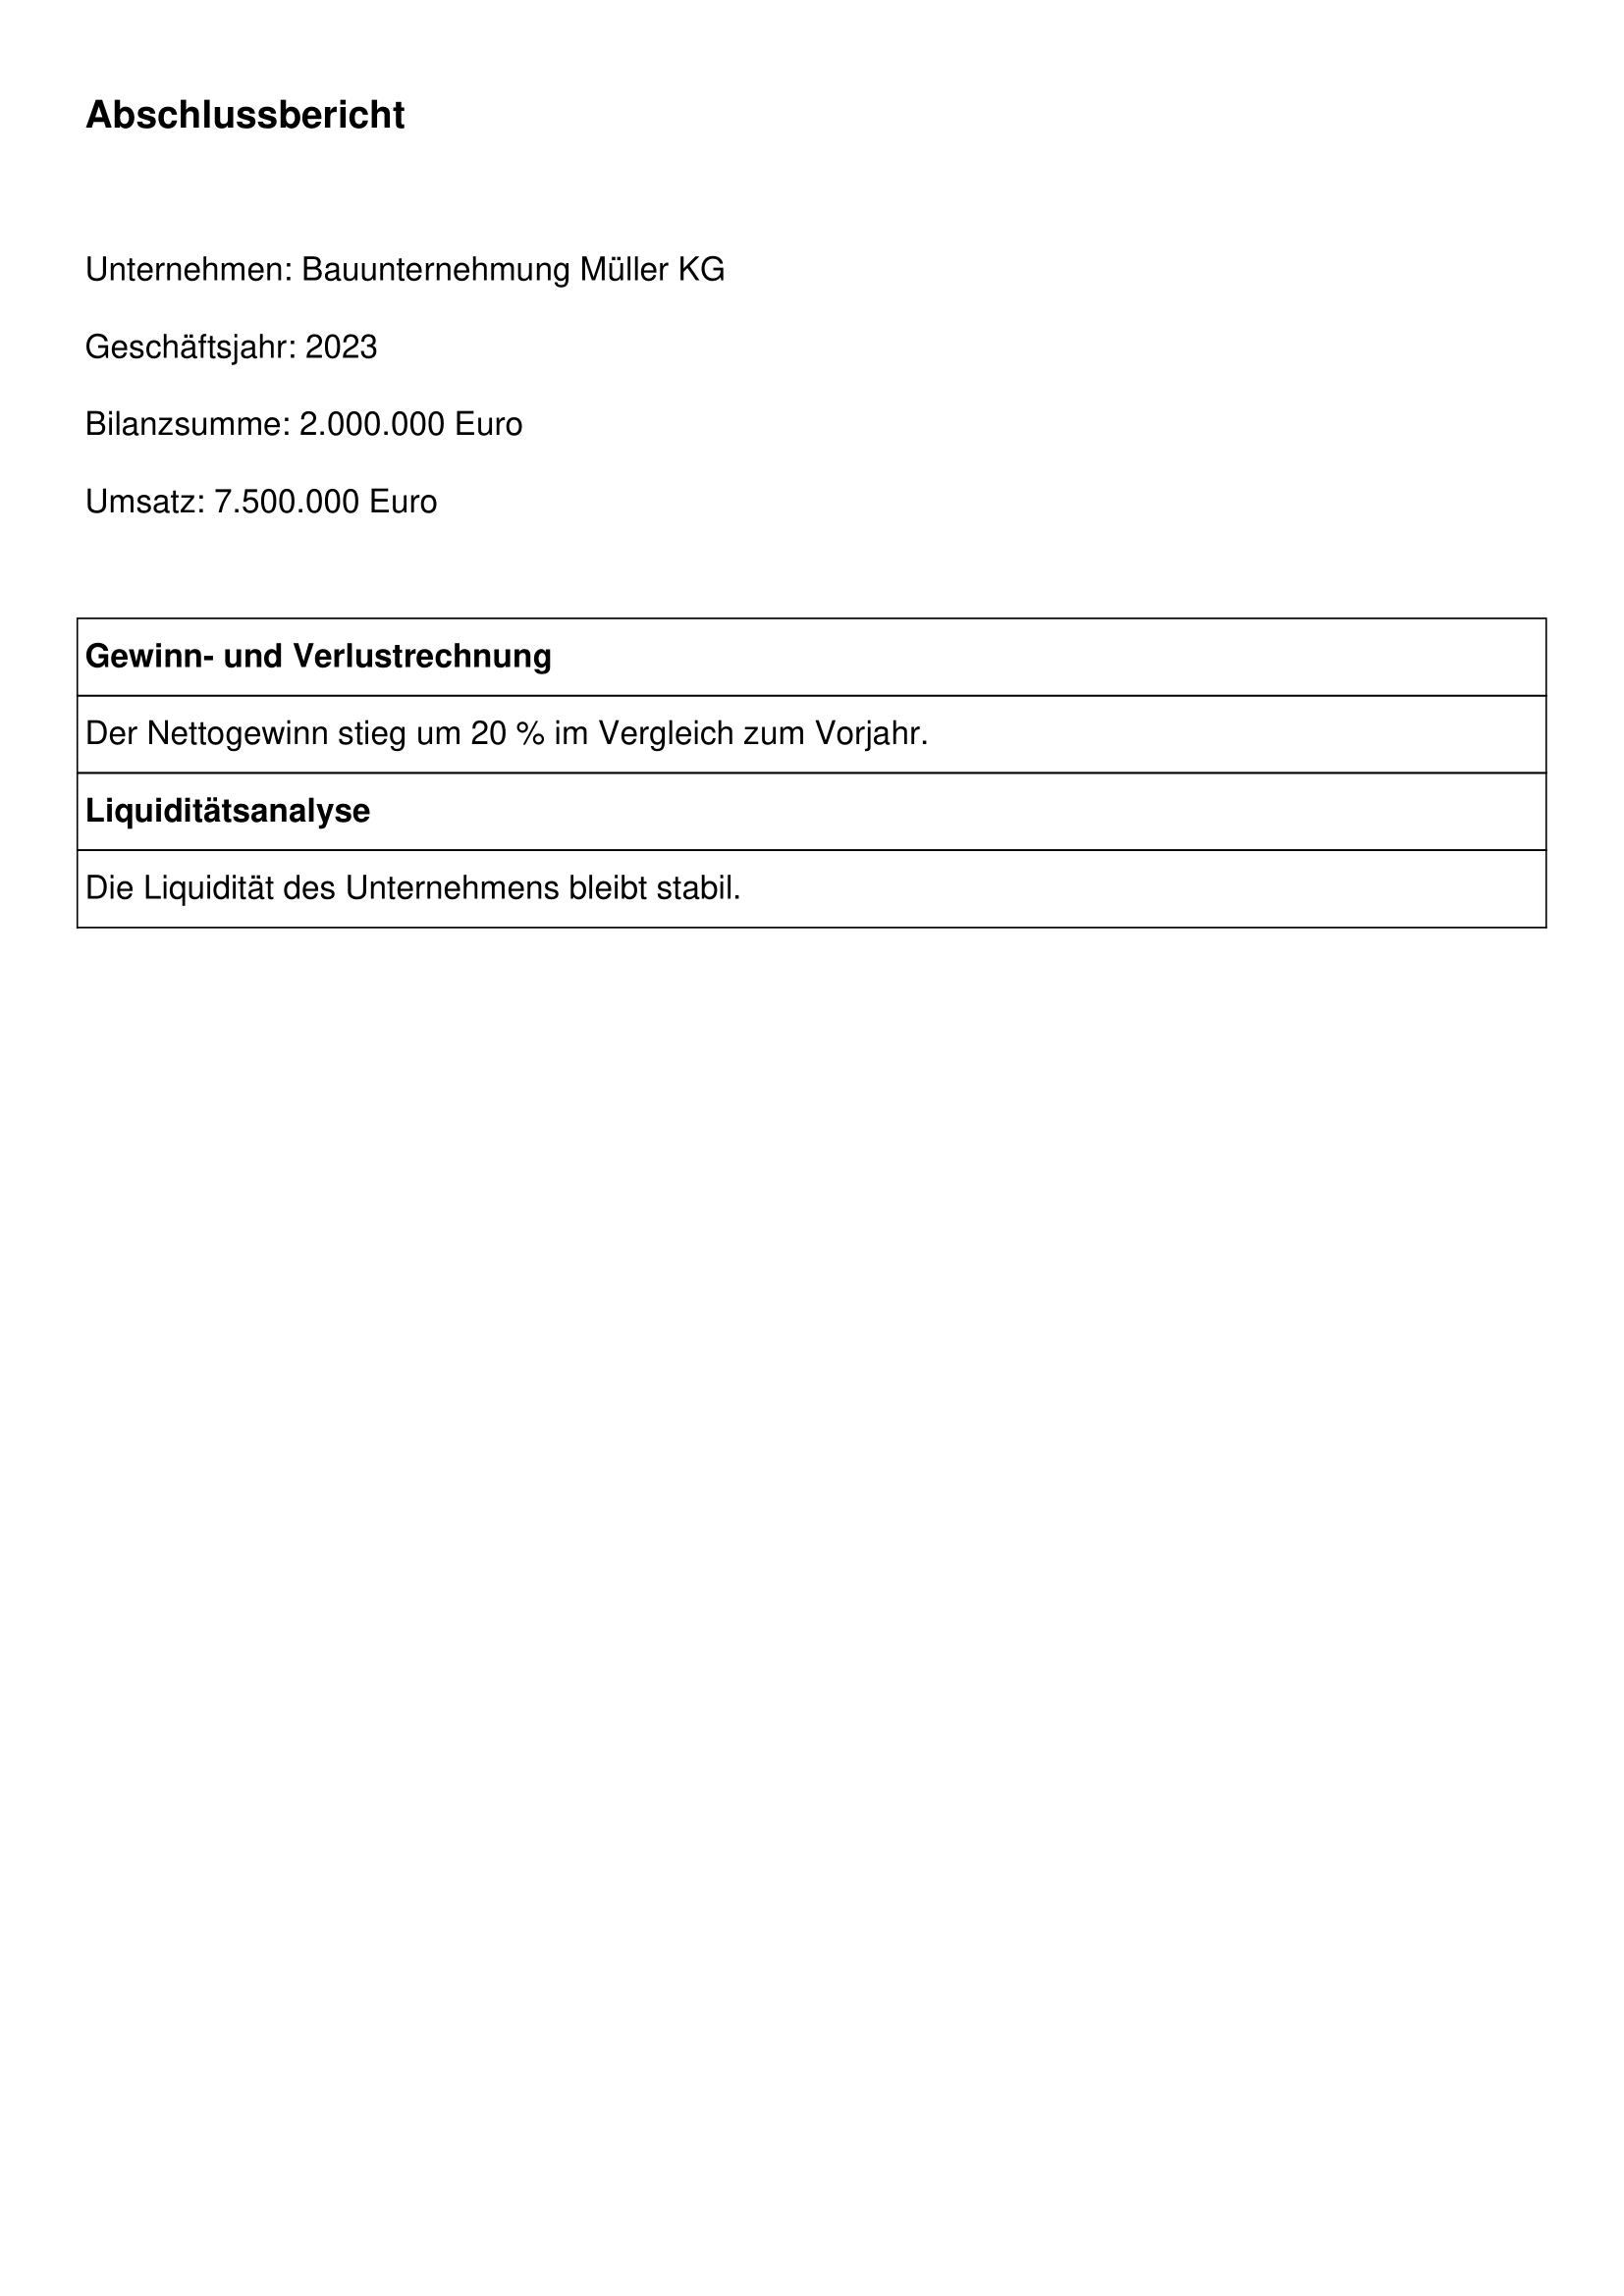 Abschlussbericht
Unternehmen: Bauunternehmung Müller KG
Geschäftsjahr: 2023
Bilanzsumme: 2.000.000 Euro
Umsatz: 7.500.000 Euro
Gewinn- und Verlustrechnung
Der Nettogewinn stieg um 20 % im Vergleich zum Vorjahr.
Liquiditätsanalyse
Die Liquidität des Unternehmens bleibt stabil.